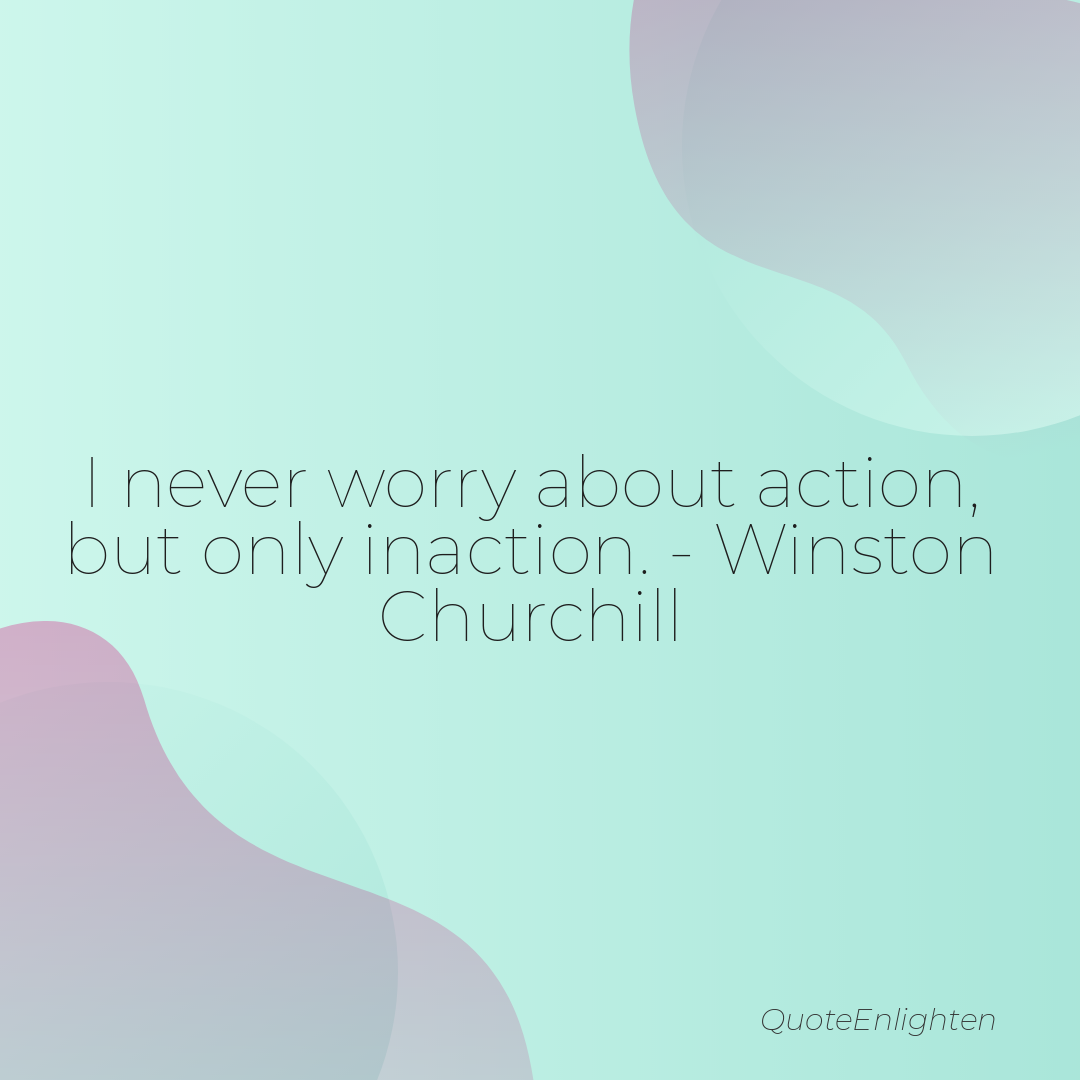 I never worry about action,
but only inaction. - Winston
Churchill
QuoteEnlighten